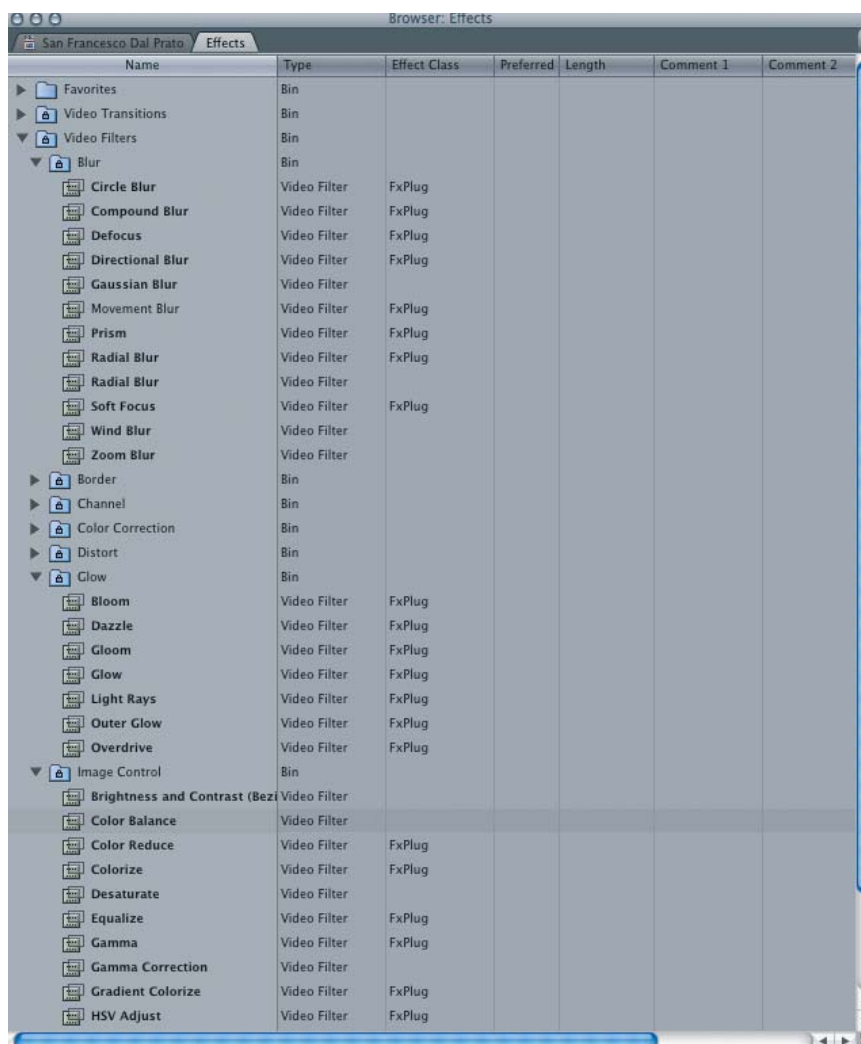 Browser: Effects
San Francesco Dal Prato Effects
Name Type Effect Class Preferred Length Comment 1 Comment 2
Favorites Bin
Video Transitions Bin
Video Filters Bin
Blur Bin
Circle Blur Video Filter FxPlug
Compound Blur Video Filter FxPlug
Defocus Video Filter FxPlug
Directional Blur Video Filter FxPlug
Gaussian Blur Video Filter
Movement Blur Video Filter FxPlug
Prism Video Filter FxPlug
Radial Blur Video Filter FxPlug
Radial Blur Video Filter
Soft Focus Video Filter FxPlug
Wind Blur Video Filter
Zoom Blur Video Filter
Border Bin
Channel Bin
Color Correction Bin
Distort Bin
Glow Bin
Bloom Video Filter FxPlug
Dazzle Video Filter FxPlug
Gloom Video Filter FxPlug
Glow Video Filter FxPlug
Light Rays Video Filter FxPlug
Outer Glow Video Filter FxPlug
Overdrive Video Filter FxPlug
Image Control Bin
Brightness and Contrast (Bezi Video Filter
Color Balance Video Filter
Color Reduce Video Filter FxPlug
Colorize Video Filter FxPlug
Desaturate Video Filter
Equalize Video Filter FxPlug
Gamma Video Filter FxPlug
Gamma Correction Video Filter
Gradient Colorize Video Filter FxPlug
HSV Adjust Video Filter FxPlug